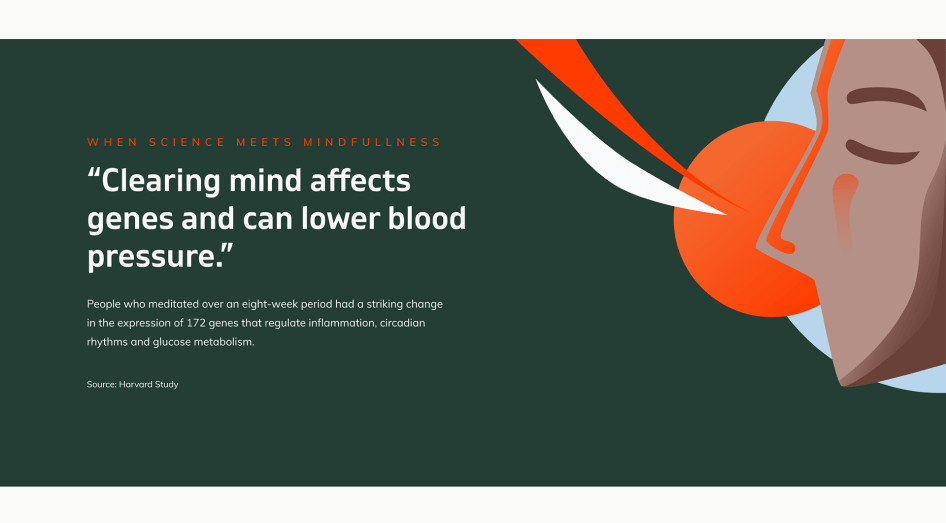 WHEN SCIENCE MEETS MINDFULLNESS
“Clearing mind affects
genes and can lower blood
pressure.”
People who meditated over an eight-week period had a striking change
in the expression of 172 genes that regulate inflammation, circadian
rhythms and glucose metabolism.
Source: Harvard Study